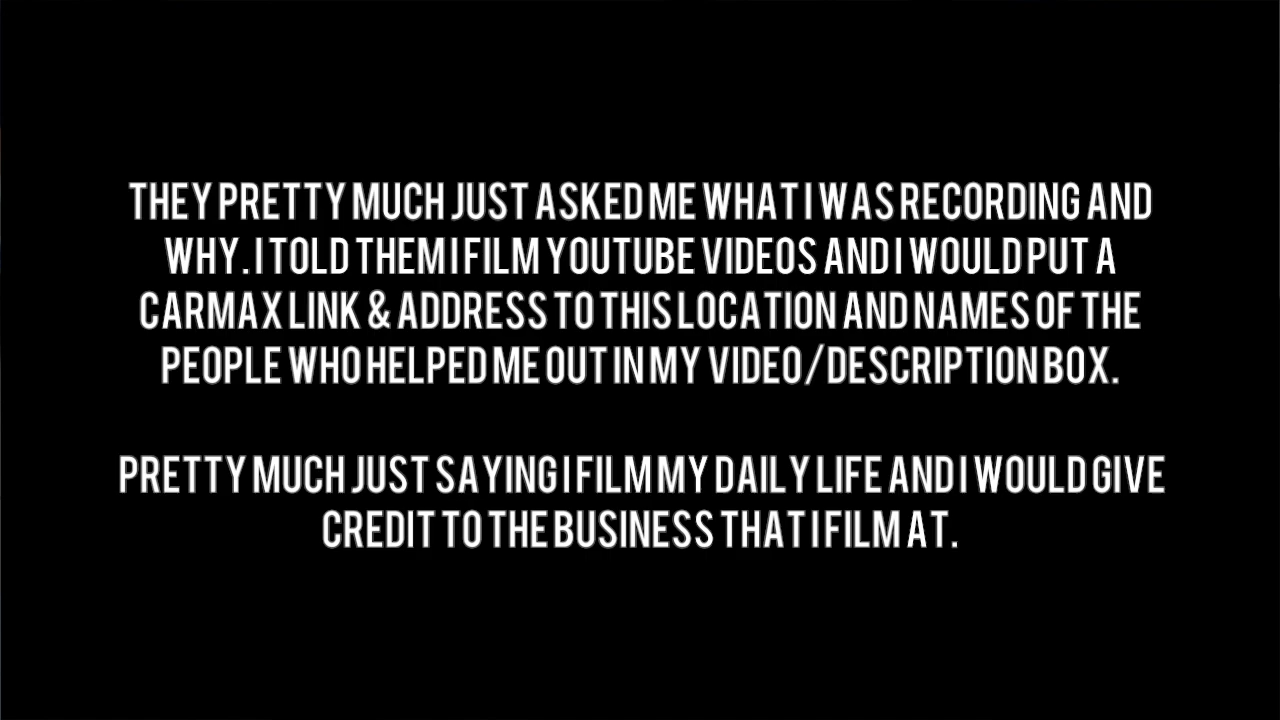 THEY PRETTY MUCH JUST ASKED ME WHAT I WAS RECORDING AND
WHY. I TOLD THEM I FILM YOUTUBE VIDEOS AND I WOULD PUT A
CARMAX LINK & ADDRESS TO THIS LOCATION AND NAMES OF THE
PEOPLE WHO HELPED ME OUT IN MY VIDEO/DESCRIPTION BOX.
PRETTY MUCH JUST SAYING I FILM MY DAILY LIFE AND I WOULD GIVE
CREDIT TO THE BUSINESS THAT I FILM AT.